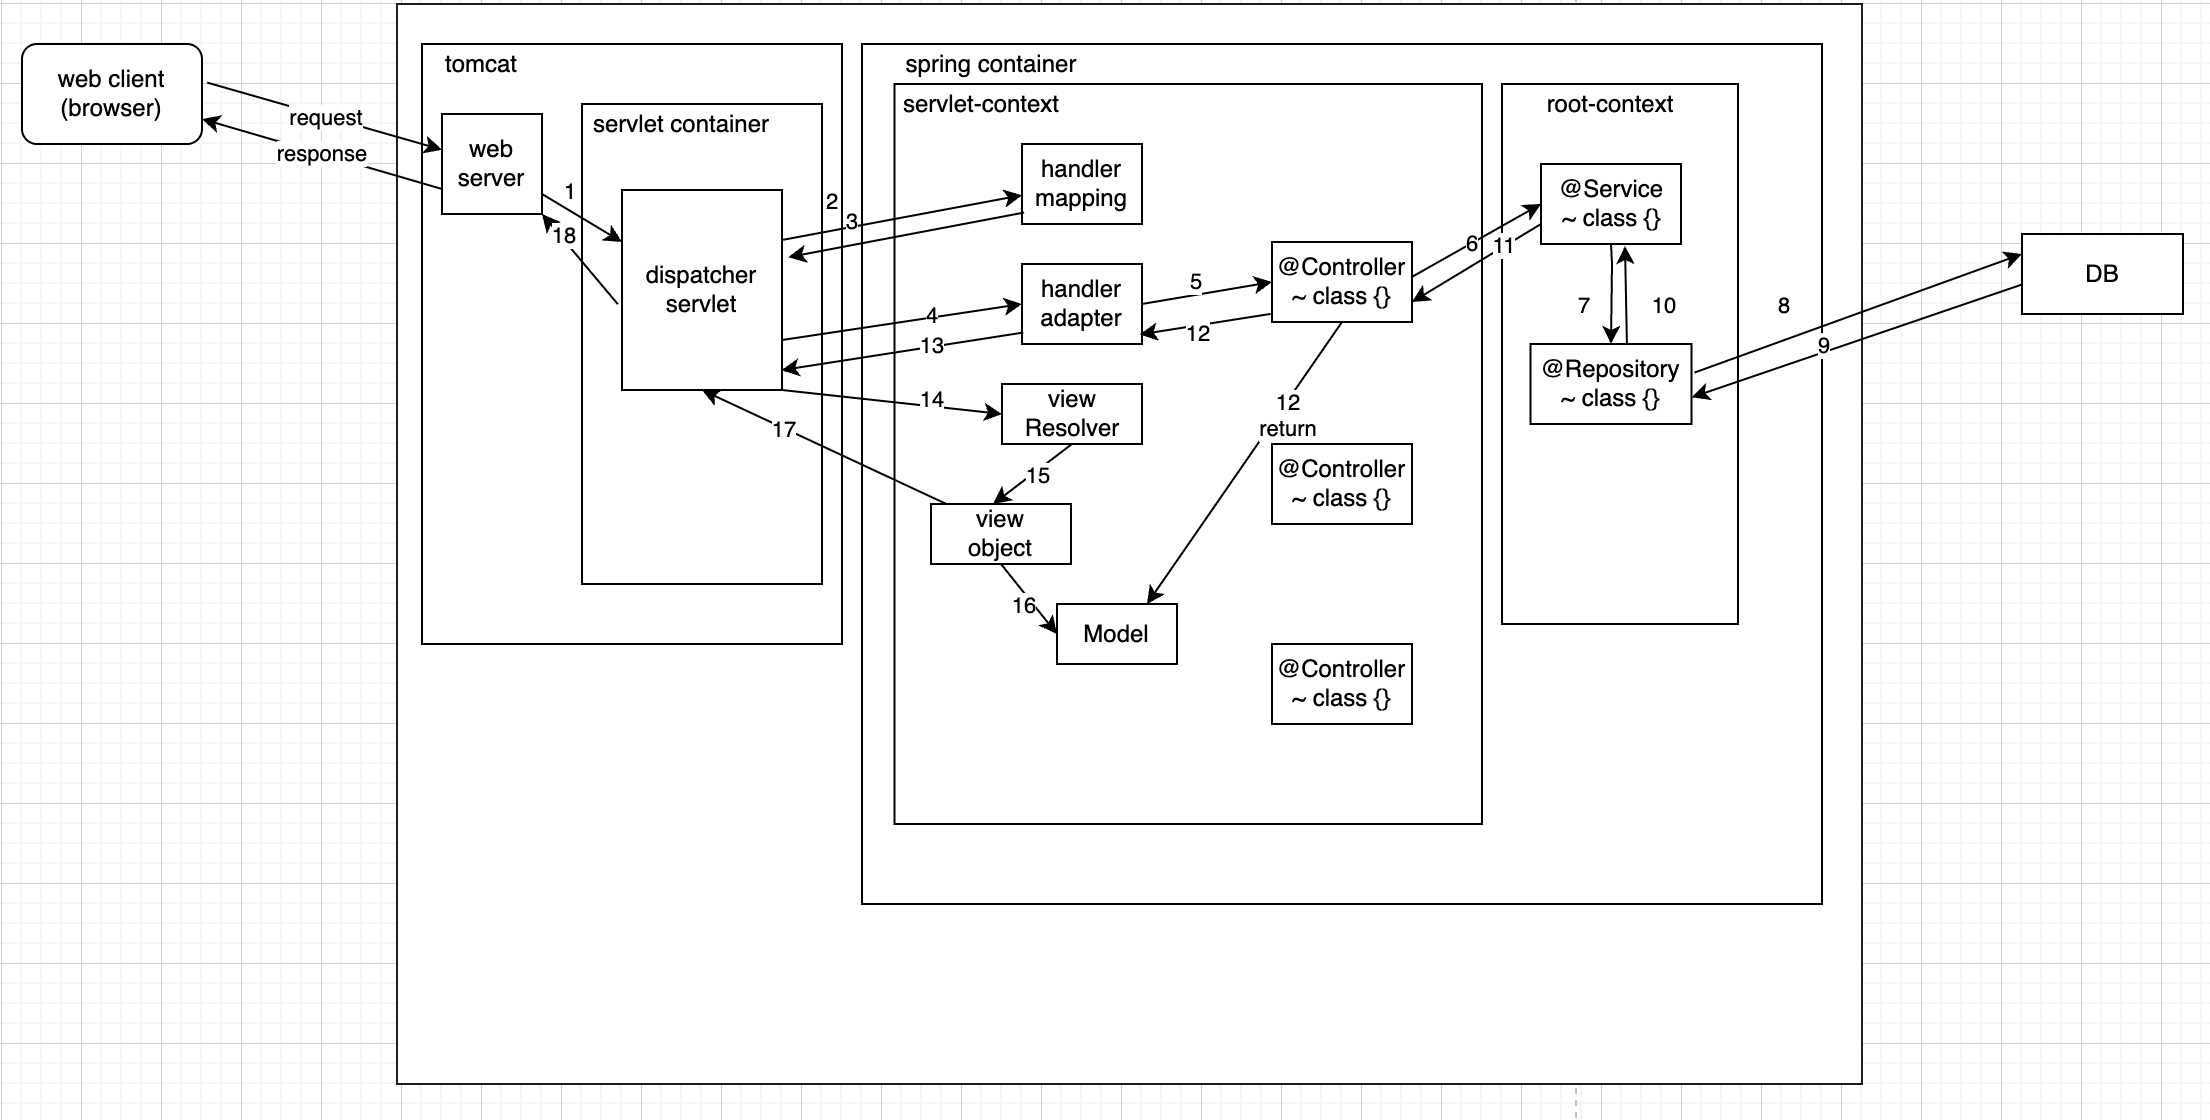 web client
(browser)
request
response
tomcat
web
server
servlet container
1
18
dispatcher
servlet
spring container
servlet-context
2
3
handler
mapping
4
13
handler
adapter
5
12
@Controller
~ class {}
14
view
Resolver
17
15
view
object
16
Model
12
return
@Controller
~ class {}
@Controller
~ class {}
root-context
6
11
@Service
~ class {}
7
10
@Repository
~ class {}
8
9
DB